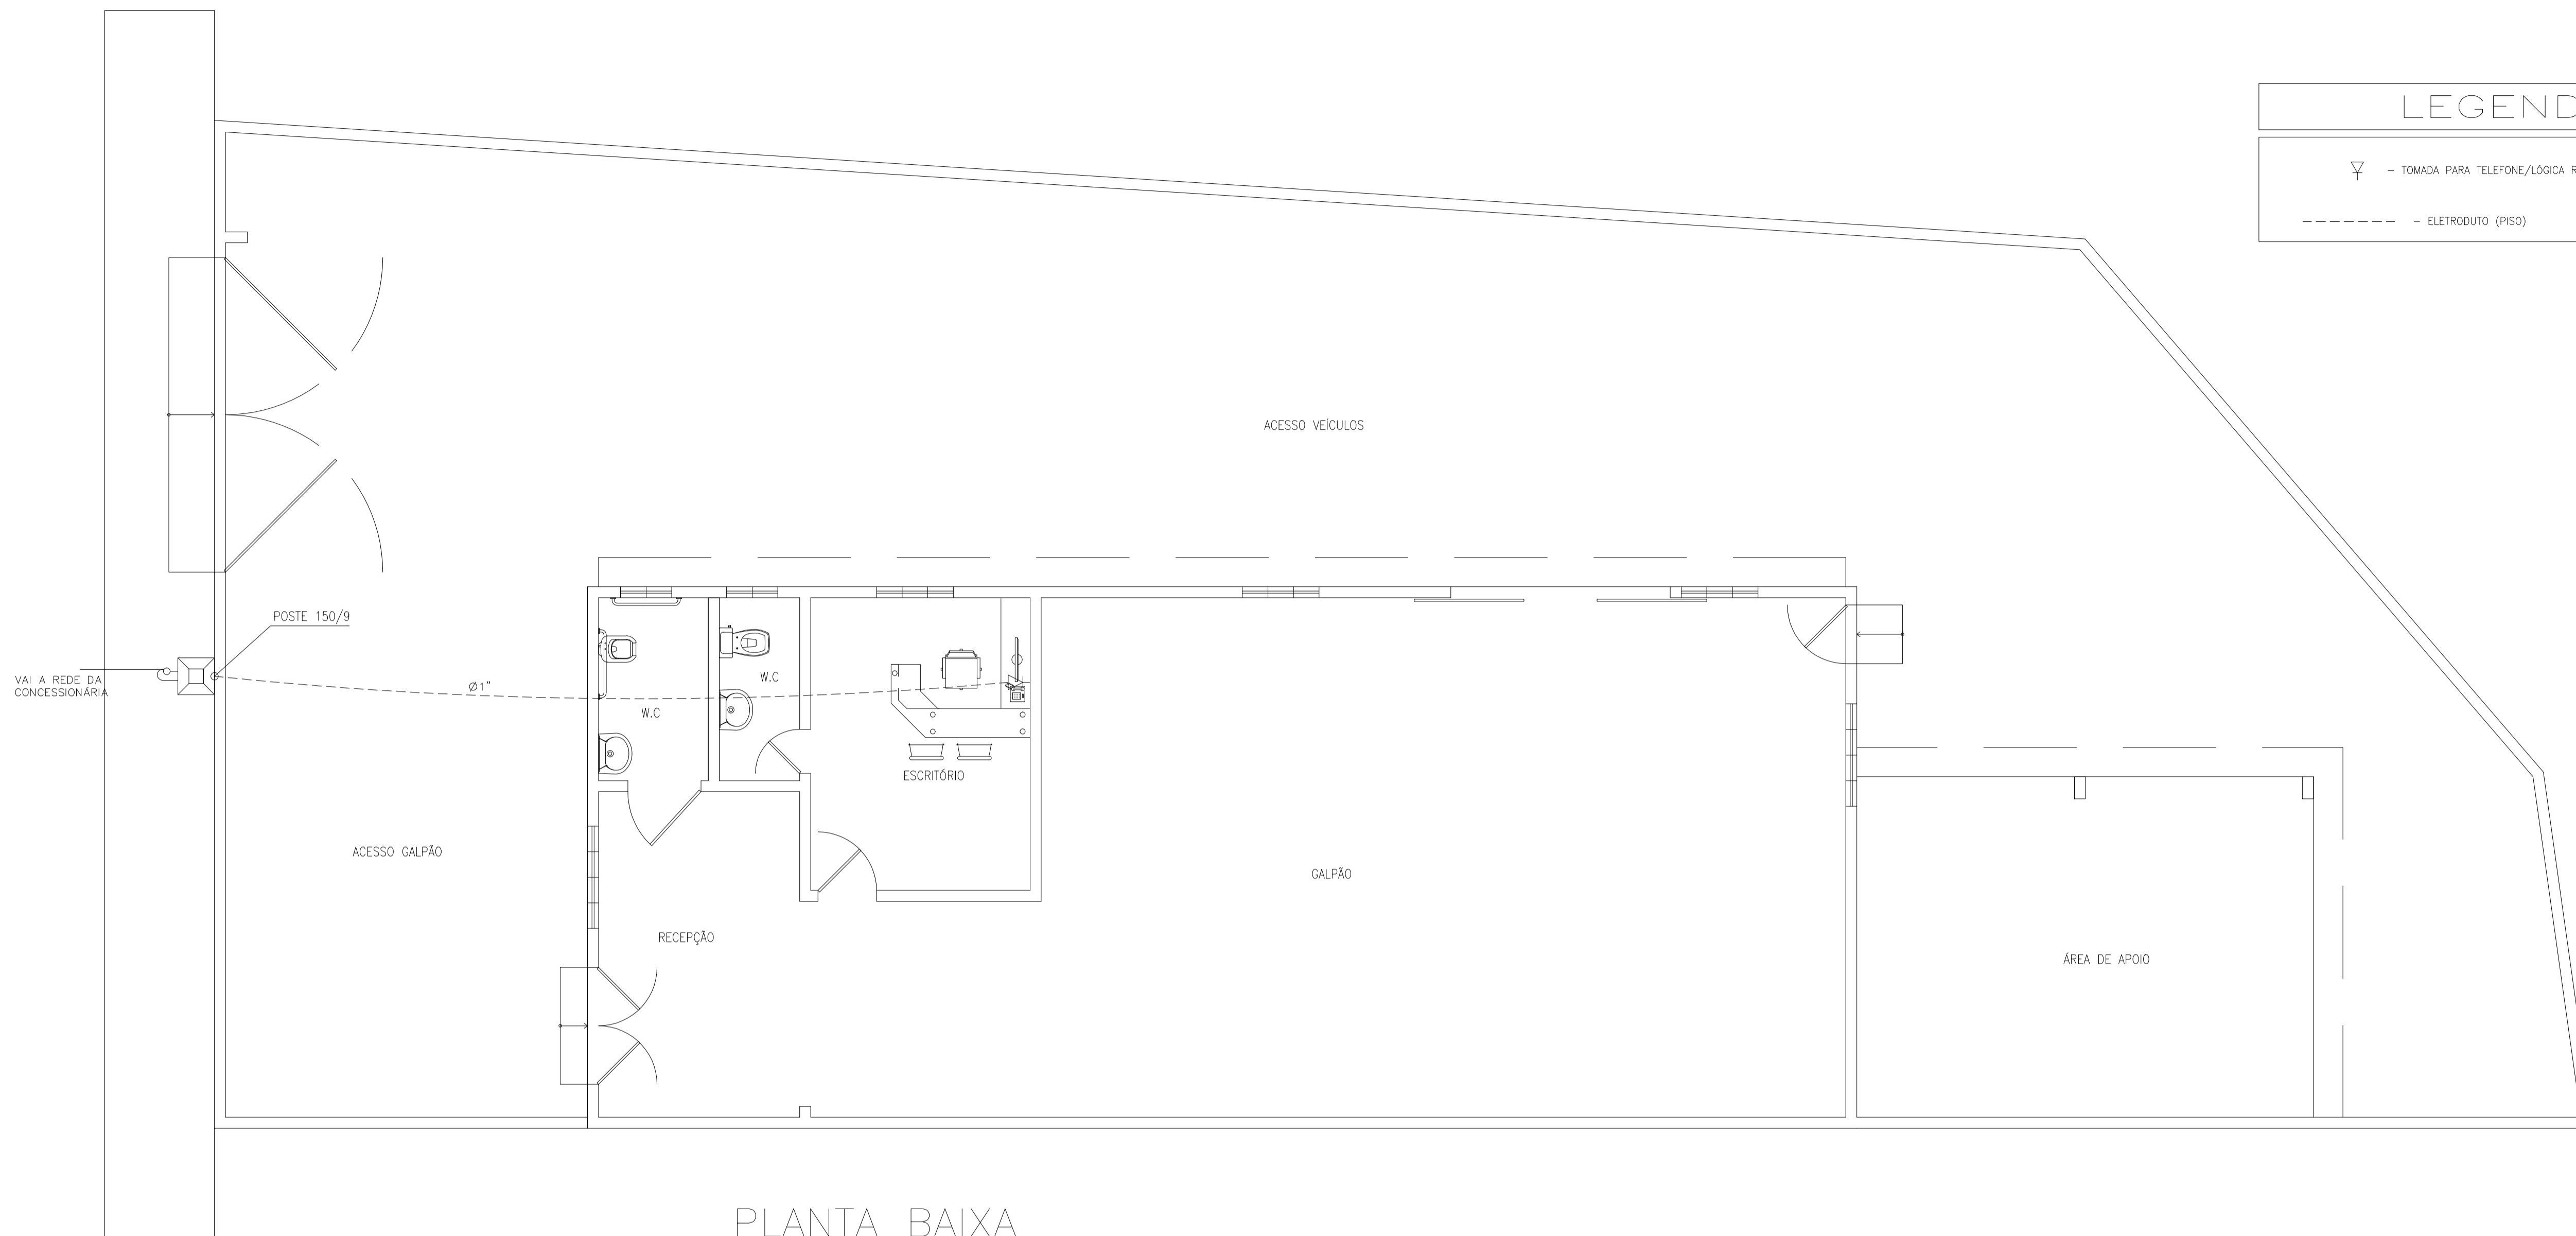 LEGEND
- TOMADA PARA TELEFONE/LÓGICA R
- ELETRODUTO (PISO)
ACESSO VEÍCULOS
POSTE 150/9
VAI A REDE DA
CONCESSIONÁRIA
Ø1"
W.C
W.C
ESCRITÓRIO
ACESSO GALPÃO
GALPÃO
RECEPÇÃO
ÁREA DE APOIO
PLANTA BAIXA